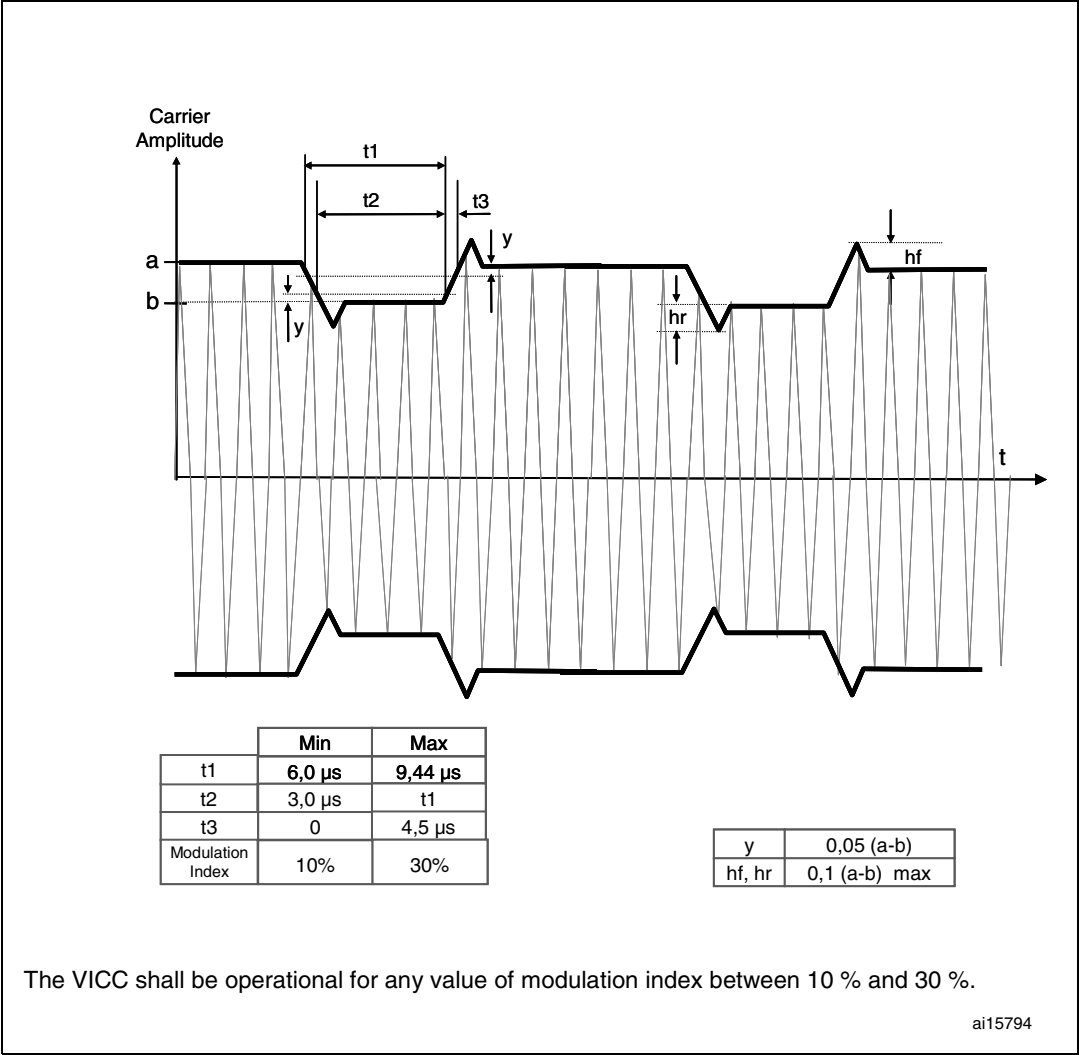 Carrier
Amplitude
t1
t2
t3
y
a
hf
b
y
hr
t
Min Max
t1 6,0 µs 9,44 µs
t2 3,0 µs t1
t3 0 4,5 µs
Modulation
Index 10% 30%
y 0,05 (a-b)
hf, hr 0,1 (a-b) max
The VICC shall be operational for any value of modulation index between 10 % and 30 %.
ai15794